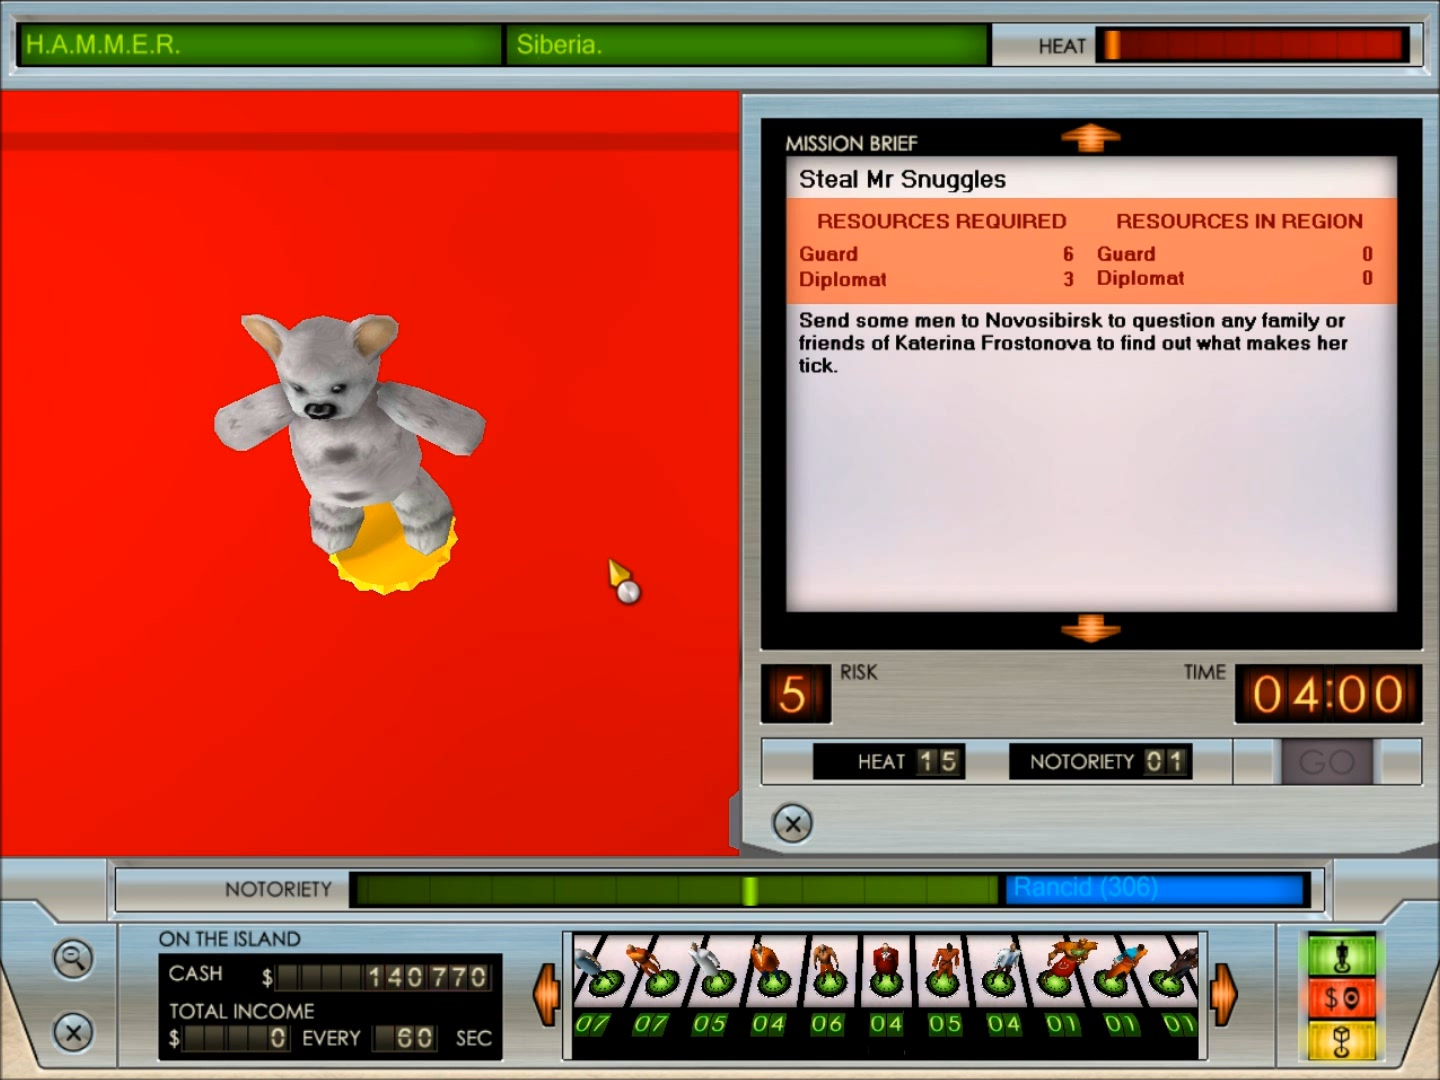 H.A.M.M.E.R.
Siberia.
HEAT
MISSION BRIEF
Steal Mr Snuggles
RESOURCES REQUIRED
RESOURCES IN REGION
Guard 6 Guard 0
Diplomat 3 Diplomat 0
Send some men to Novosibirsk to question any family or
friends of Katerina Frostonova to find out what makes her
tick.
5 RISK
TIME 04:00
HEAT 15
NOTORIETY 01
GO
NOTORIETY
Rancid (306)
ON THE ISLAND
CASH $ 140770
TOTAL INCOME
$ 0 EVERY 60 SEC
07 07 05 04 06 04 05 04 01 01 01
$